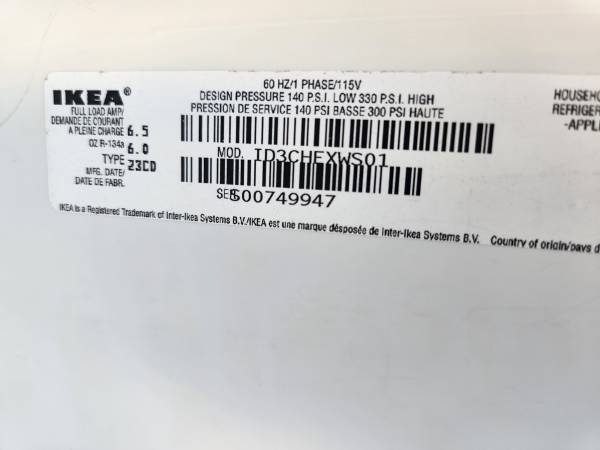 60 HZ/1 PHASE/115V
DESIGN PRESSURE 140 P.S.I. LOW 330 P.S.I. HIGH
PRESSION DE SERVICE 140 PSI BASSE 300 PSI HAUTE
IKEA®
FULL LOAD AMP/
DEMANDE DE COURANT
A PLEINE CHARGE 6.5
OZ R-134a 6.0
TYPE 23CD
MFG. DATE/
DATE DE FABR.
MOD. ID3CHEXWS01
SER S00749947
HOUSEHO
REFRIGER
-APPLI
IKEA is a Registered Trademark of Inter-Ikea Systems B.V./IKEA est une marque désposée de Inter-Ikea Systems B.V. Country of origin/pays d